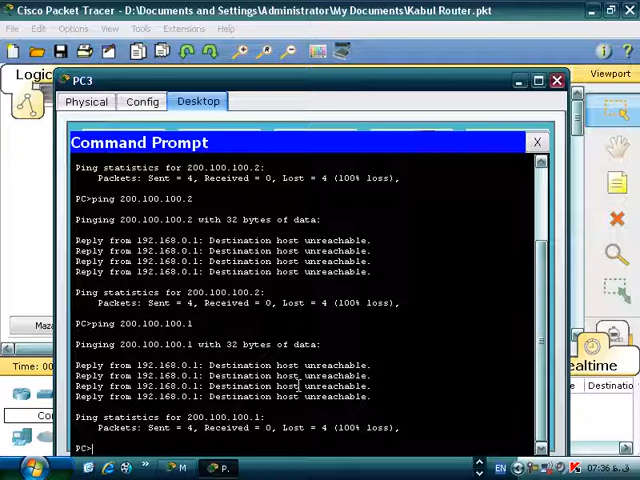 Cisco Packet Tracer - D:\Documents and Settings\Administrator\My Documents\Kabul Router.pkt
File Edit Options View Tools Extensions Help
Logic
Viewport
PC3
Physical Config Desktop
Command Prompt X
Ping statistics for 200.100.100.2:
Packets: Sent = 4, Received = 0, Lost = 4 (100% loss),
PC>ping 200.100.100.2
Pinging 200.100.100.2 with 32 bytes of data:
Reply from 192.168.0.1: Destination host unreachable.
Reply from 192.168.0.1: Destination host unreachable.
Reply from 192.168.0.1: Destination host unreachable.
Reply from 192.168.0.1: Destination host unreachable.
Ping statistics for 200.100.100.2:
Packets: Sent = 4, Received = 0, Lost = 4 (100% loss),
PC>ping 200.100.100.1
Pinging 200.100.100.1 with 32 bytes of data:
Reply from 192.168.0.1: Destination host unreachable.
Reply from 192.168.0.1: Destination host unreachable.
Reply from 192.168.0.1: Destination host unreachable.
Reply from 192.168.0.1: Destination host unreachable.
Ping statistics for 200.100.100.1:
Packets: Sent = 4, Received = 0, Lost = 4 (100% loss),
PC>
Maza
Time: 00
ealtime
Destinatio
Con
M
P.
EN
07:36